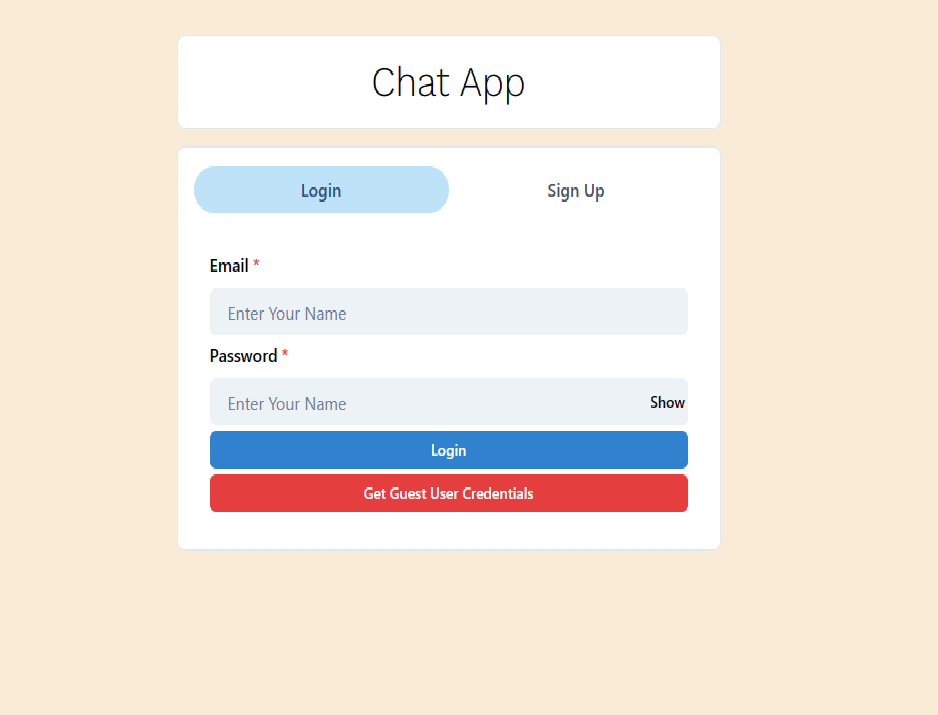 Chat App
Login Sign Up
Email *
Enter Your Name
Password *
Enter Your Name Show
Login
Get Guest User Credentials